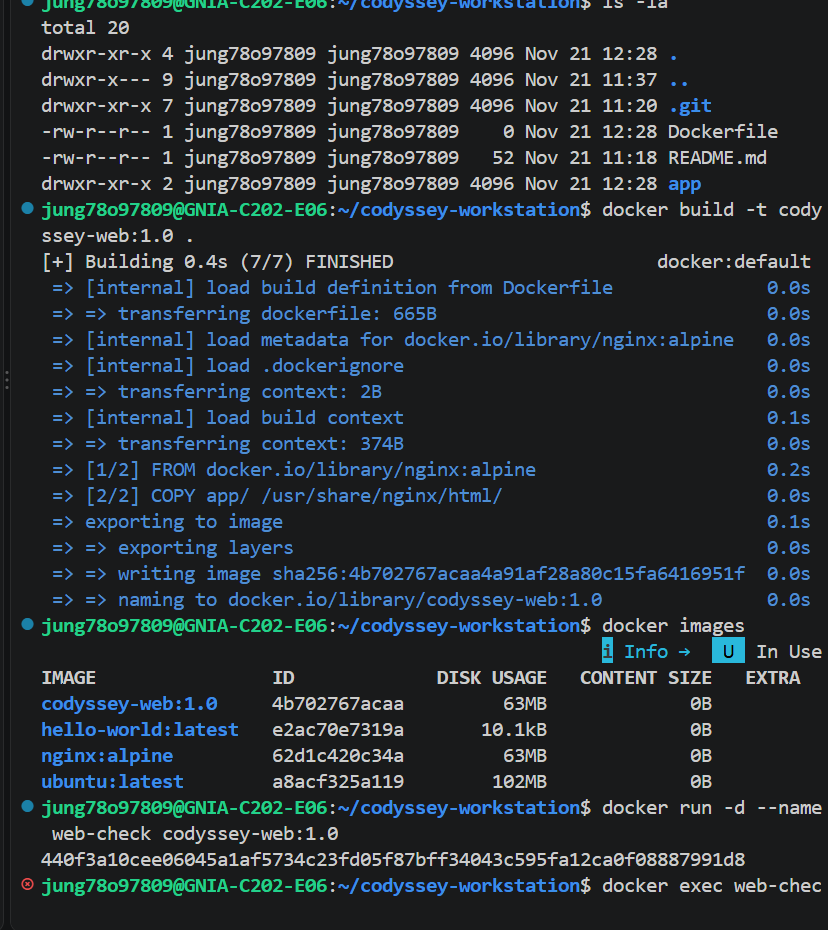 jung78o97809@GNIA-C202-E06:~/codyssey-workstation$ ls -la
total 20
drwxr-xr-x 4 jung78o97809 jung78o97809 4096 Nov 21 12:28 .
drwxr-x--- 9 jung78o97809 jung78o97809 4096 Nov 21 11:37 ..
drwxr-xr-x 7 jung78o97809 jung78o97809 4096 Nov 21 11:20 .git
-rw-r--r-- 1 jung78o97809 jung78o97809    0 Nov 21 12:28 Dockerfile
-rw-r--r-- 1 jung78o97809 jung78o97809   52 Nov 21 11:18 README.md
drwxr-xr-x 2 jung78o97809 jung78o97809 4096 Nov 21 12:28 app
jung78o97809@GNIA-C202-E06:~/codyssey-workstation$ docker build -t cody
ssey-web:1.0 .
[+] Building 0.4s (7/7) FINISHED                        docker:default
 => [internal] load build definition from Dockerfile              0.0s
 => => transferring dockerfile: 665B                              0.0s
 => [internal] load metadata for docker.io/library/nginx:alpine   0.0s
 => [internal] load .dockerignore                                 0.0s
 => => transferring context: 2B                                   0.0s
 => [internal] load build context                                 0.1s
 => => transferring context: 374B                                 0.0s
 => [1/2] FROM docker.io/library/nginx:alpine                     0.2s
 => [2/2] COPY app/ /usr/share/nginx/html/                        0.0s
 => exporting to image                                            0.1s
 => => exporting layers                                           0.0s
 => => writing image sha256:4b702767acaa4a91af28a80c15fa6416951f  0.0s
 => => naming to docker.io/library/codyssey-web:1.0               0.0s
jung78o97809@GNIA-C202-E06:~/codyssey-workstation$ docker images
i Info →   U  In Use
IMAGE                ID             DISK USAGE   CONTENT SIZE   EXTRA
codyssey-web:1.0     4b702767acaa         63MB             0B
hello-world:latest   e2ac70e7319a       10.1kB             0B
nginx:alpine         62d1c420c34a         63MB             0B
ubuntu:latest        a8acf325a119        102MB             0B
jung78o97809@GNIA-C202-E06:~/codyssey-workstation$ docker run -d --name
 web-check codyssey-web:1.0
440f3a10cee06045a1af5734c23fd05f87bff34043c595fa12ca0f08887991d8
jung78o97809@GNIA-C202-E06:~/codyssey-workstation$ docker exec web-chec